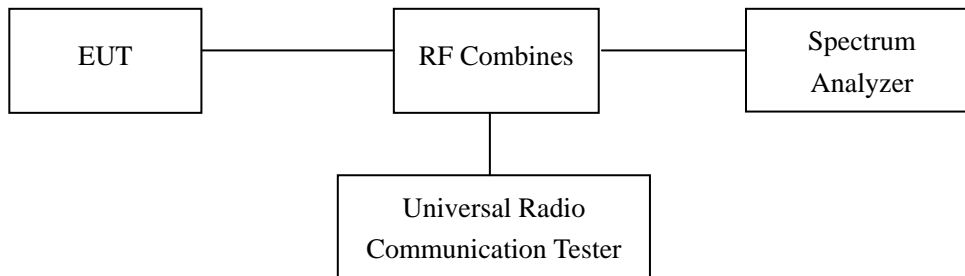 EUT
RF Combines
Spectrum
Analyzer
Universal Radio
Communication Tester